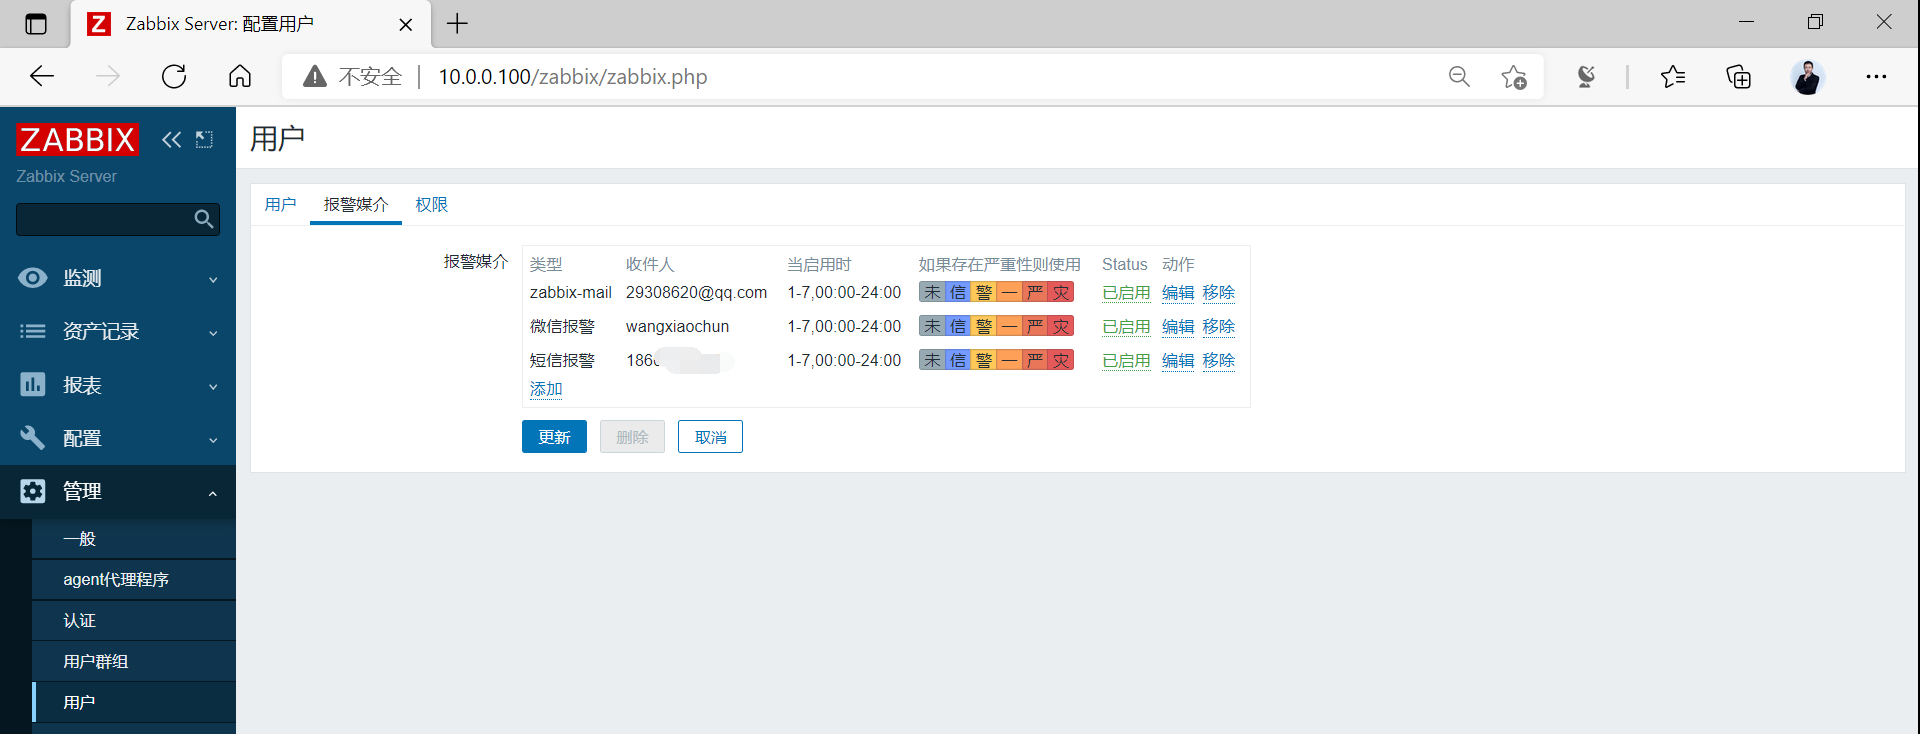 Zabbix Server: 配置用户
不安全 10.0.0.100/zabbix/zabbix.php
ZABBIX
Zabbix Server
监测
资产记录
报表
配置
管理
一般
agent代理程序
认证
用户群组
用户
用户
用户 报警媒介 权限
报警媒介
类型 收件人 当启用时 如果存在严重性则使用 Status 动作
zabbix-mail 29308620@qq.com 1-7,00:00-24:00 未 信 警 一 严 灾 已启用 编辑 移除
微信报警 wangxiaochun 1-7,00:00-24:00 未 信 警 一 严 灾 已启用 编辑 移除
短信报警 186 1-7,00:00-24:00 未 信 警 一 严 灾 已启用 编辑 移除
添加
更新 删除 取消